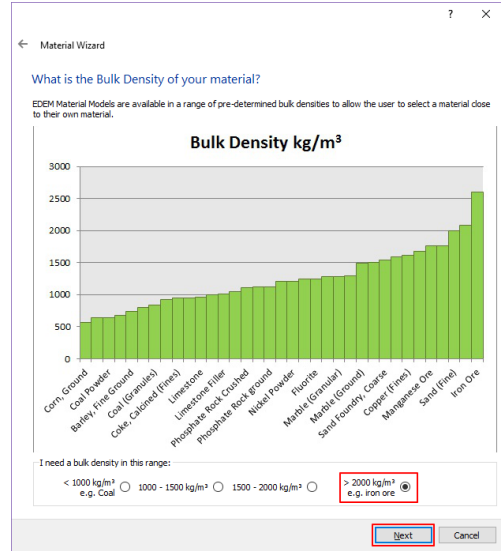 ?
Material Wizard
What is the Bulk Density of your material?
EDEM Material Models are available in a range of pre-determined bulk densities to allow the user to select a material close
to their own material.
Bulk Density kg/m³
3000
2500
2000
1500
1000
500
0
Corn, Ground
Coal Powder
Barley, Fine Ground
Coal (Granules)
Coke, Calcined (Fines)
Limestone
Limestone Filler
Phosphate Rock Crushed
Phosphate Rock ground
Nickel Powder
Fluorite
Marble (Granular)
Marble (Ground)
Sand Foundry, Coarse
Copper (Fines)
Manganese Ore
Sand (Fine)
Iron Ore
I need a bulk density in this range:
< 1000 kg/m³
e.g. Coal
1000 - 1500 kg/m³
1500 - 2000 kg/m³
> 2000 kg/m³
e.g. iron ore
Next
Cancel